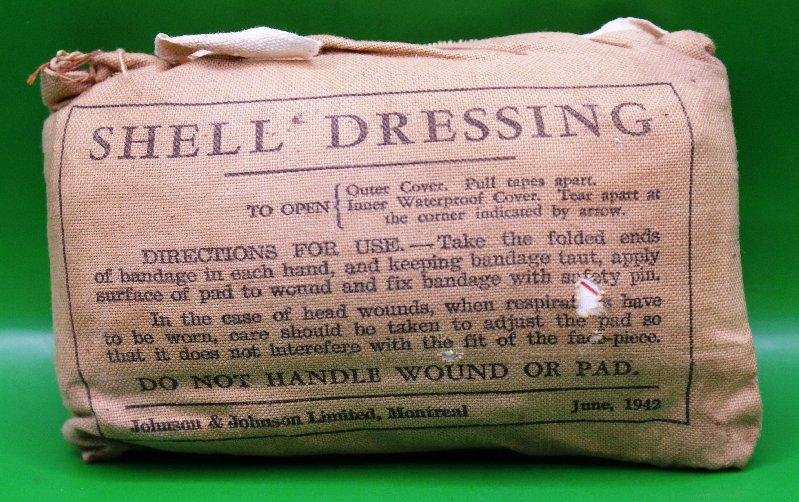 SHELL DRESSING
TO OPEN { Outer Cover. Pull tapes apart.
Inner Waterproof Cover. Tear apart at
the corner indicated by arrow.
DIRECTIONS FOR USE.—Take the folded ends
of bandage in each hand, and keeping bandage taut, apply
surface of pad to wound and fix bandage with safety pin.
In the case of head wounds, when respirators have
to be worn, care should be taken to adjust the pad so
that it does not interefere with the fit of the face-piece.
DO NOT HANDLE WOUND OR PAD.
Johnson & Johnson Limited, Montreal June, 1942